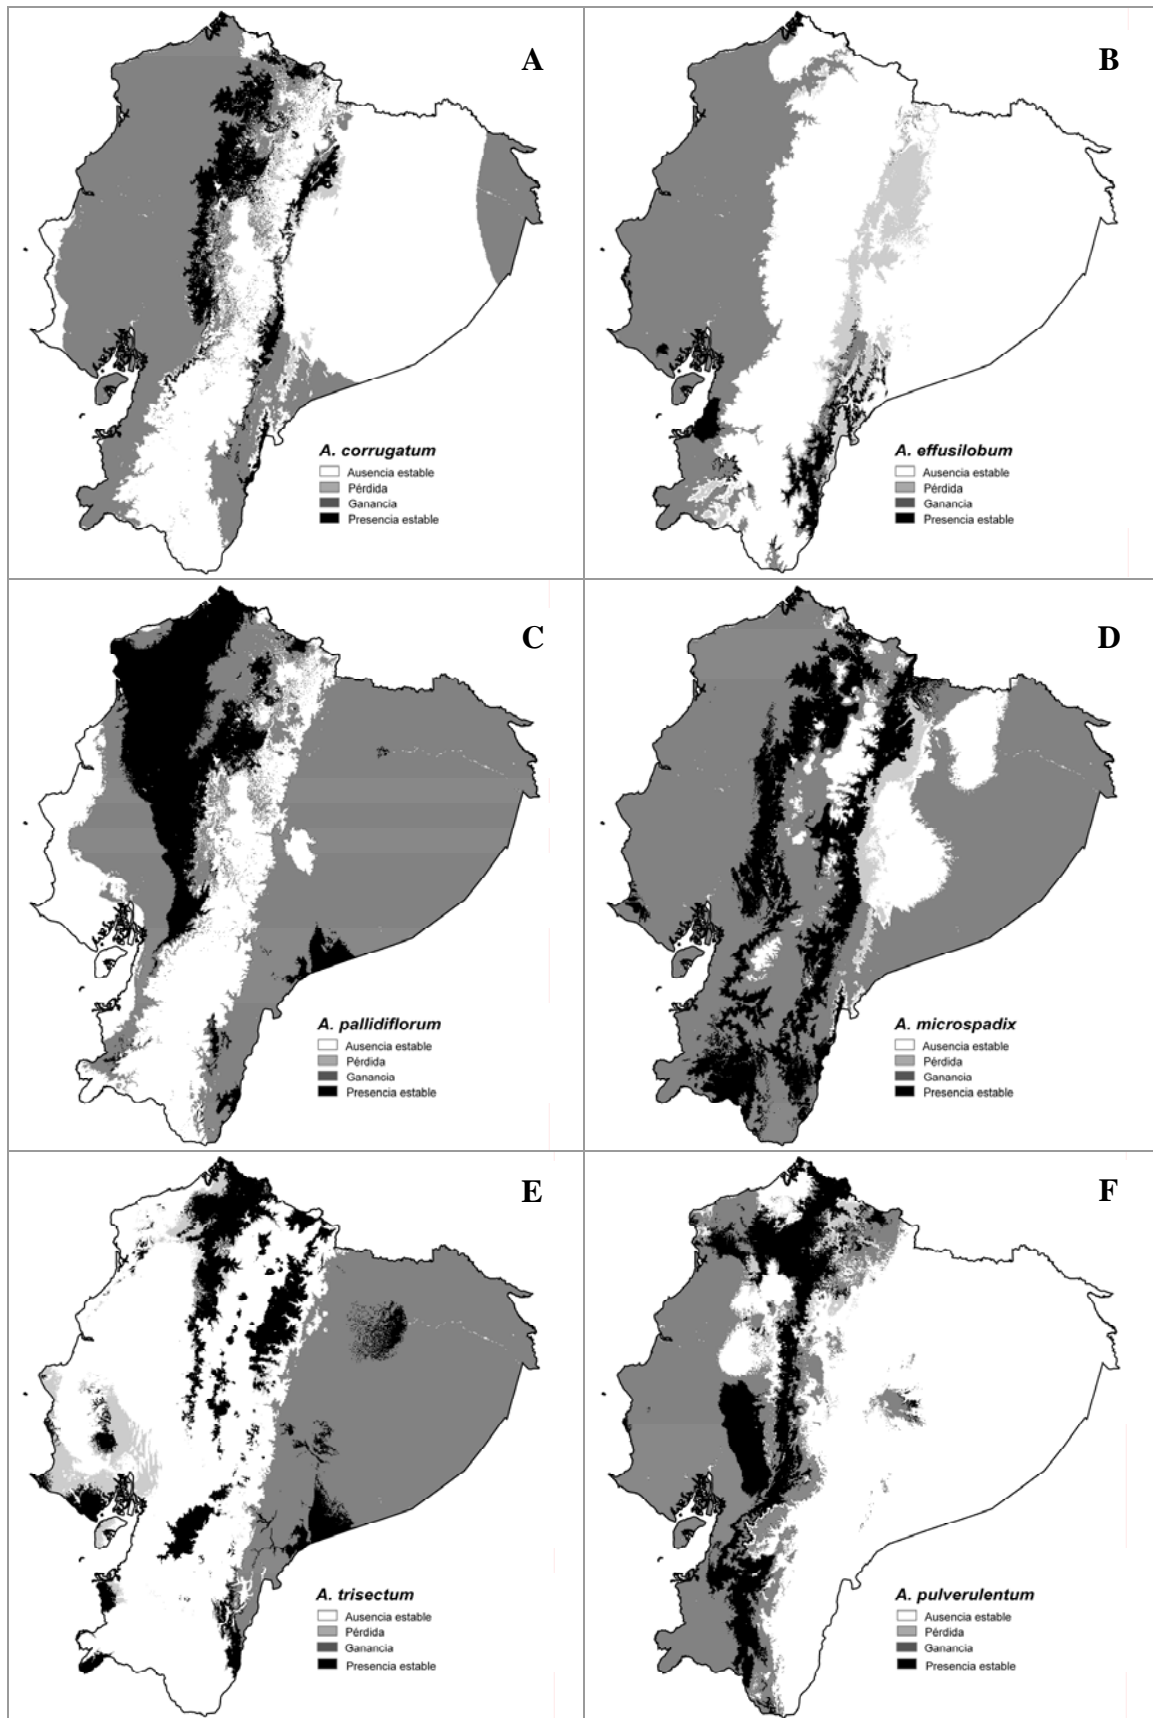 A
A. corrugatum
Ausencia estable
Pérdida
Ganancia
Presencia estable
B
A. effusilobum
Ausencia estable
Pérdida
Ganancia
Presencia estable
C
A. pallidiflorum
Ausencia estable
Pérdida
Ganancia
Presencia estable
D
A. microspadix
Ausencia estable
Pérdida
Ganancia
Presencia estable
E
A. trisectum
Ausencia estable
Pérdida
Ganancia
Presencia estable
F
A. pulverulentum
Ausencia estable
Pérdida
Ganancia
Presencia estable